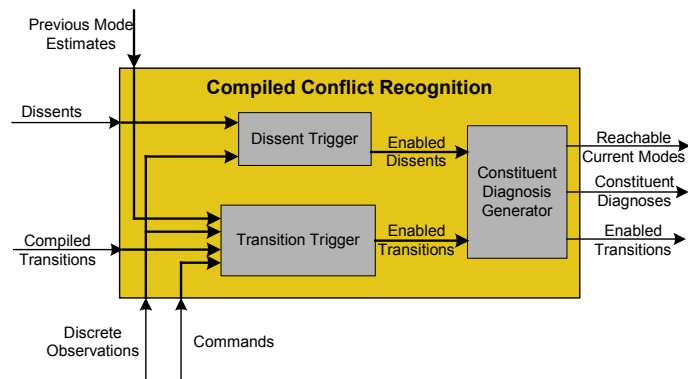 Previous Mode
Estimates
Compiled Conflict Recognition
Dissents
Dissent Trigger
Enabled
Dissents
Constituent
Diagnosis
Generator
Reachable
Current Modes
Constituent
Diagnoses
Compiled
Transitions
Transition Trigger
Enabled
Transitions
Enabled
Transitions
Discrete
Observations
Commands